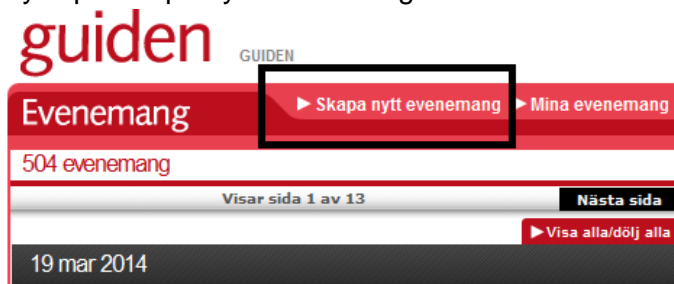 guiden GUIDEN
Evenemang ▶ Skapa nytt evenemang ▶ Mina evenemang
504 evenemang
Visar sida 1 av 13 Nästa sida
▶ Visa alla/dölj alla
19 mar 2014